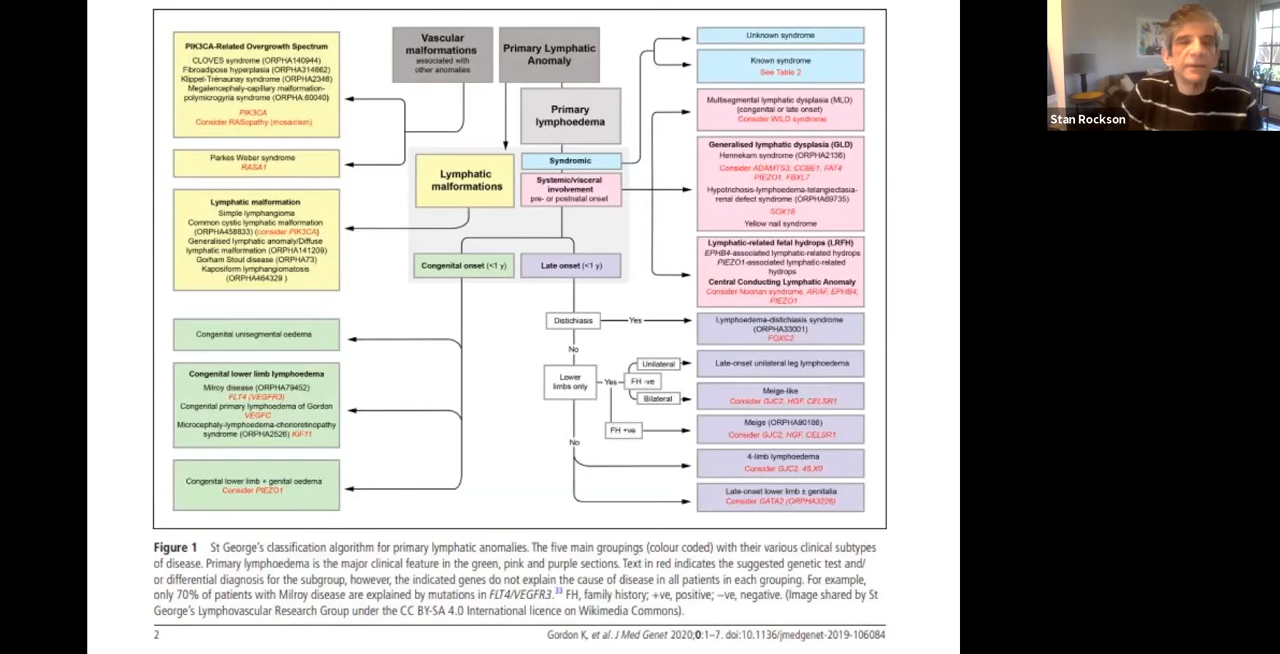 PIK3CA-Related Overgrowth Spectrum
CLOVES syndrome (ORPHA140944)
Fibroadipose hyperplasia (ORPHA314662)
Klippel-Trénaunay syndrome (ORPHA2346)
Megalencephaly-capillary malformation-
polymicrogyria syndrome (ORPHA:60040)
PIK3CA
Consider RASopathy (mosaicism)
Parkes Weber syndrome
RASA1
Lymphatic malformation
Simple lymphangioma
Common cystic lymphatic malformation
(ORPHA458833) (consider PIK3CA)
Generalised lymphatic anomaly/Diffuse
lymphatic malformation (ORPHA141209)
Gorham Stout disease (ORPHA73)
Kaposiform lymphangiomatosis
(ORPHA464329 )
Congenital unisegmental oedema
Congenital lower limb lymphoedema
Milroy disease (ORPHA79452)
FLT4 (VEGFR3)
Congenital primary lymphoedema of Gordon
VEGFC
Microcephaly-lymphoedema-chorioretinopathy
syndrome (ORPHA2526) KIF11
Congenital lower limb + genital oedema
Consider PIEZO1
Vascular
malformations
associated with
other anomalies
Primary Lymphatic
Anomaly
Primary
lymphoedema
Lymphatic
malformations
Syndromic
Systemic/visceral
involvement
pre- or postnatal onset
Congenital onset (<1 y)
Late onset (<1 y)
Distichiasis
Yes
No
Lower
limbs only
Yes
FH -ve
Unilateral
Bilateral
FH +ve
No
Unknown syndrome
Known syndrome
See Table 2
Multisegmental lymphatic dysplasia (MLD)
(congenital or late onset)
Consider WILD syndrome
Generalised lymphatic dysplasia (GLD)
Hennekam syndrome (ORPHA2136)
Consider ADAMTS3, CCBE1, FAT4
PIEZO1, FBXL7
Hypotrichosis-lymphoedema-telangiectasia-
renal defect syndrome (ORPHA69735)
SOX18
Yellow nail syndrome
Lymphatic-related fetal hydrops (LRFH)
EPHB4-associated lymphatic-related hydrops
PIEZO1-associated lymphatic-related
hydrops
Central Conducting Lymphatic Anomaly
Consider Noonan syndrome, ARAF, EPHB4,
PIEZO1
Lymphoedema-distichiasis syndrome
(ORPHA33001)
FOXC2
Late-onset unilateral leg lymphoedema
Meige-like
Consider GJC2, HGF, CELSR1
Meige (ORPHA90186)
Consider GJC2, HGF, CELSR1
4-limb lymphoedema
Consider GJC2, 45,X0
Late-onset lower limb ± genitalia
Consider GATA2 (ORPHA3226)
Figure 1 St George's classification algorithm for primary lymphatic anomalies. The five main groupings (colour coded) with their various clinical subtypes
of disease. Primary lymphoedema is the major clinical feature in the green, pink and purple sections. Text in red indicates the suggested genetic test and/
or differential diagnosis for the subgroup, however, the indicated genes do not explain the cause of disease in all patients in each grouping. For example,
only 70% of patients with Milroy disease are explained by mutations in FLT4/VEGFR3.33 FH, family history; +ve, positive; −ve, negative. (Image shared by St
George's Lymphovascular Research Group under the CC BY-SA 4.0 International licence on Wikimedia Commons).
2
Gordon K, et al. J Med Genet 2020;0:1–7. doi:10.1136/jmedgenet-2019-106084
Stan Rockson